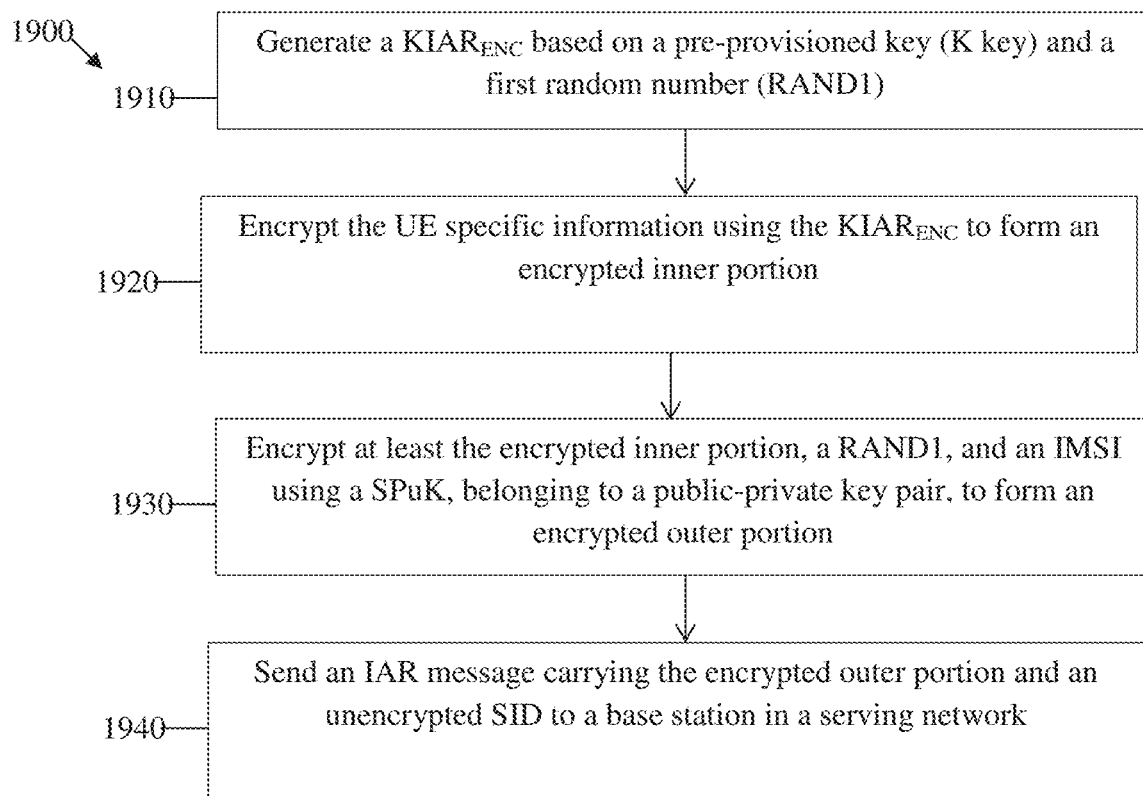 1900
Generate a KIAR_ENC based on a pre-provisioned key (K key) and a
first random number (RAND1)
1910
Encrypt the UE specific information using the KIAR_ENC to form an
encrypted inner portion
1920
Encrypt at least the encrypted inner portion, a RAND1, and an IMSI
using a SPuK, belonging to a public-private key pair, to form an
encrypted outer portion
1930
Send an IAR message carrying the encrypted outer portion and an
unencrypted SID to a base station in a serving network
1940